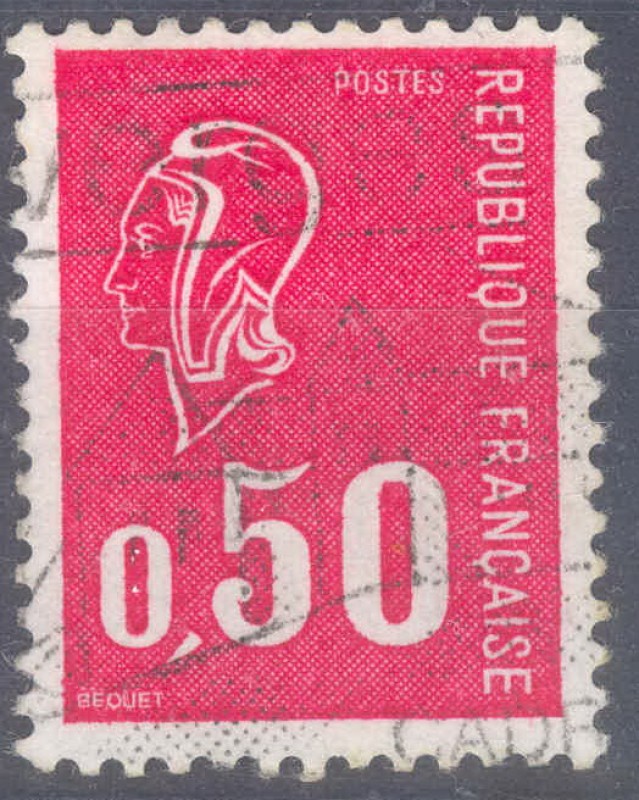 POSTES
REPUBLIQUE FRANÇAISE
0,50
BEQUET